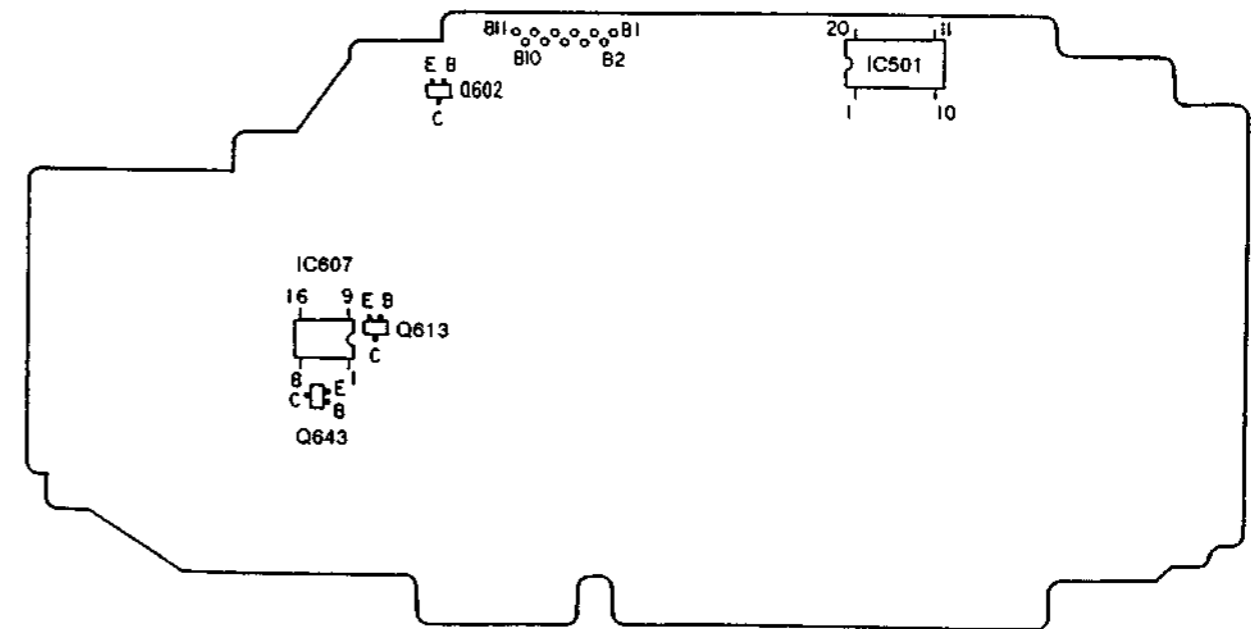 B11 B1
B10 B2
20 11
IC501
1 10
E B
Q602
C
IC607
16 9
E B
Q613
C
8 1
C E
B
Q643